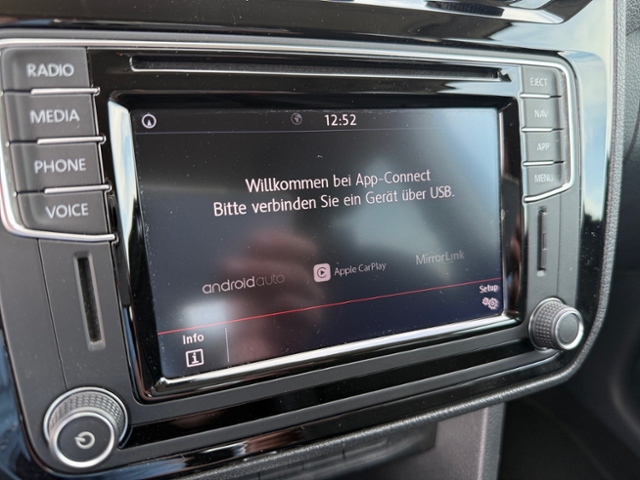 RADIO
MEDIA
PHONE
VOICE
12:52
Willkommen bei App-Connect
Bitte verbinden Sie ein Gerät über USB.
androidauto
Apple CarPlay
MirrorLink
Setup
Info
i
EJECT
NAV
APP
MENU